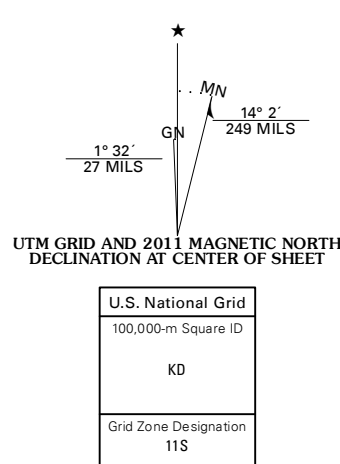 ★
MN
GN
14° 2´
249 MILS
1° 32´
27 MILS
UTM GRID AND 2011 MAGNETIC NORTH
DECLINATION AT CENTER OF SHEET
U.S. National Grid
100,000-m Square ID
KD
Grid Zone Designation
11S